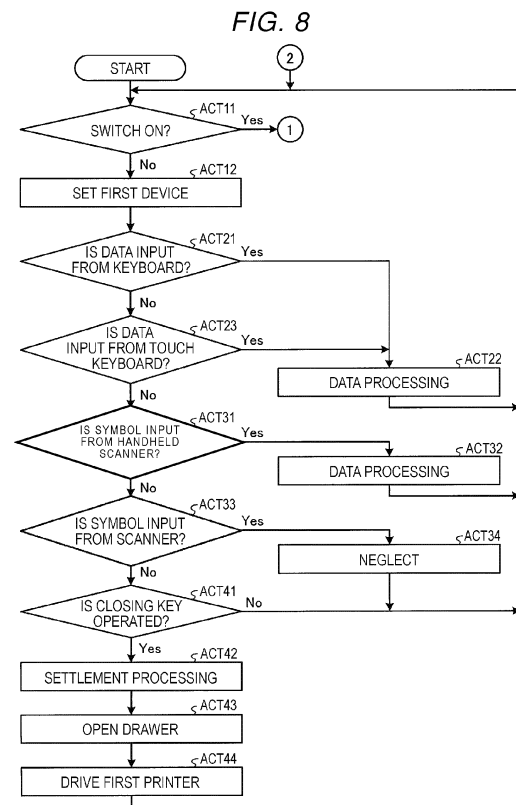 FIG. 8
2
START
ACT11
SWITCH ON?
Yes
1
No
ACT12
SET FIRST DEVICE
ACT21
IS DATA INPUT
FROM KEYBOARD?
Yes
No
ACT23
IS DATA
INPUT FROM TOUCH
KEYBOARD?
Yes
ACT22
DATA PROCESSING
No
ACT31
IS SYMBOL INPUT
FROM HANDHELD
SCANNER?
Yes
ACT32
DATA PROCESSING
No
ACT33
IS SYMBOL INPUT
FROM SCANNER?
Yes
ACT34
NEGLECT
No
ACT41
IS CLOSING KEY
OPERATED?
No
Yes
ACT42
SETTLEMENT PROCESSING
ACT43
OPEN DRAWER
ACT44
DRIVE FIRST PRINTER